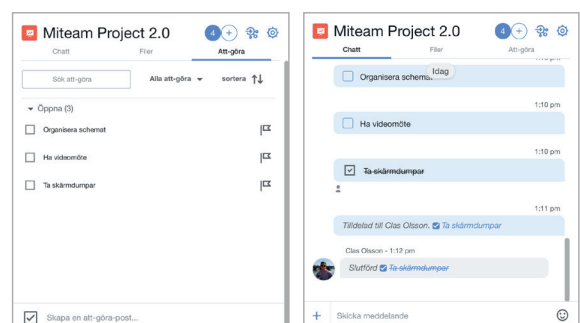 Miteam Project 2.0
4
Chatt Filer Att-göra
Sök att-göra Alla att-göra sortera
Öppna (3)
Organisera schemat
Ha videomöte
Ta skärmdumpar
Skapa en att-göra-post...
Miteam Project 2.0
4
Chatt Filer Att-göra
Idag
Organisera schemat
1:10 pm
Ha videomöte
1:10 pm
Ta skärmdumpar
1:11 pm
Tilldelad till Clas Olsson. Ta skärmdumpar
Clas Olsson - 1:12 pm
Slutförd Ta skärmdumpar
Skicka meddelande